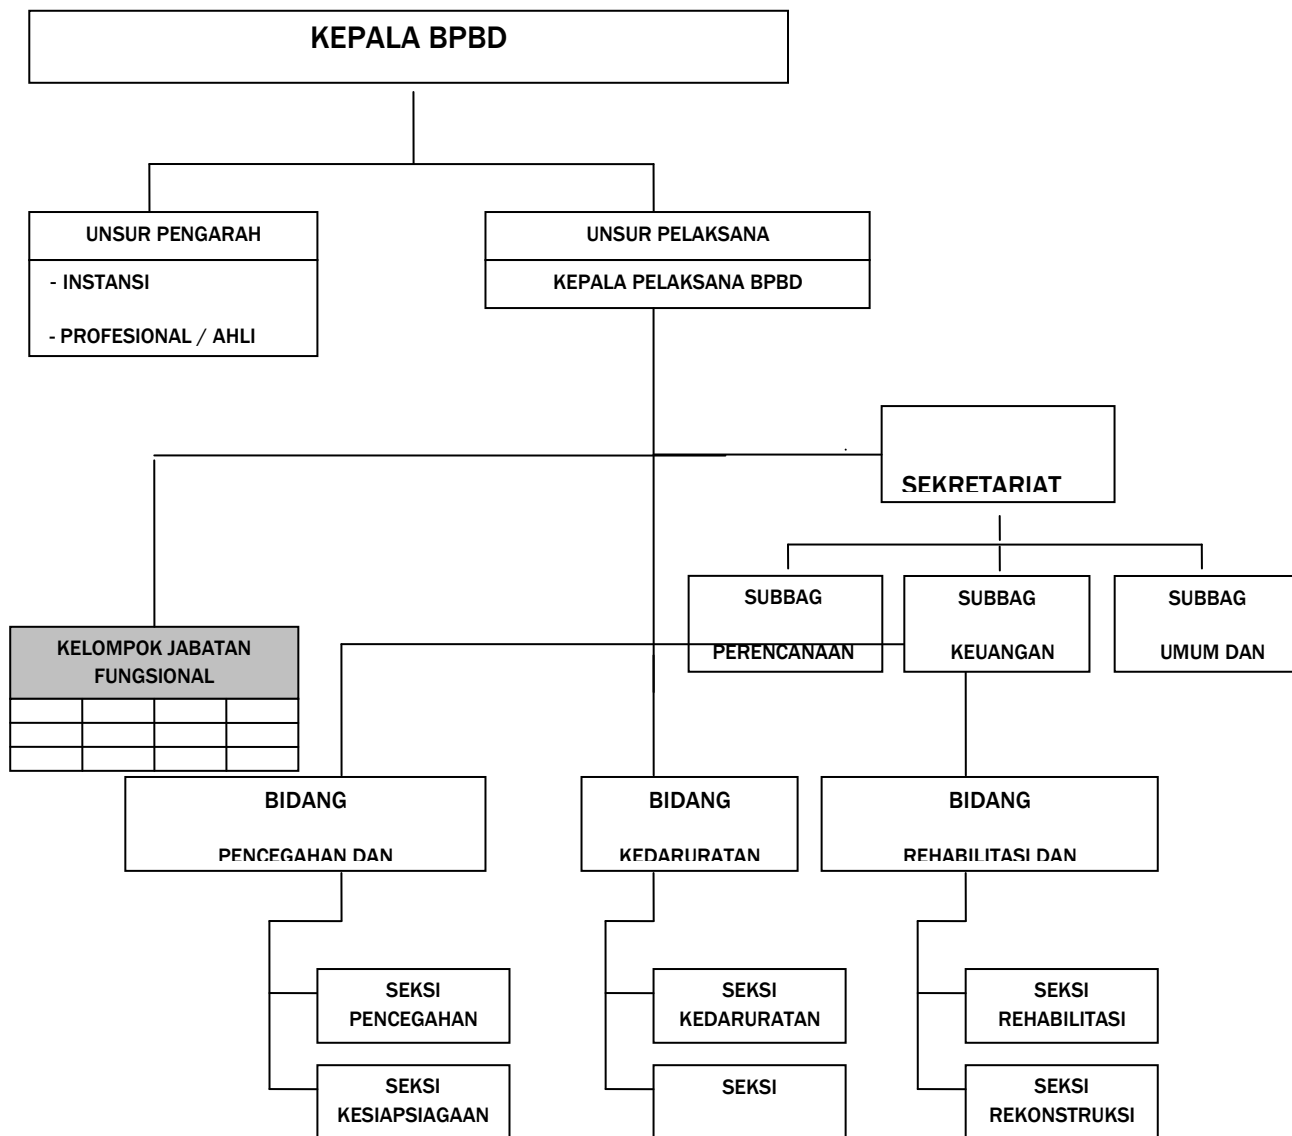 KEPALA BPBD
UNSUR PENGARAH
- INSTANSI
- PROFESIONAL / AHLI
UNSUR PELAKSANA
KEPALA PELAKSANA BPBD
SEKRETARIAT
SUBBAG
PERENCANAAN
SUBBAG
KEUANGAN
SUBBAG
UMUM DAN
KELOMPOK JABATAN
FUNGSIONAL
BIDANG
PENCEGAHAN DAN
BIDANG
KEDARURATAN
BIDANG
REHABILITASI DAN
SEKSI
PENCEGAHAN
SEKSI
KEDARURATAN
SEKSI
REHABILITASI
SEKSI
KESIAPSIAGAAN
SEKSI
SEKSI
REKONSTRUKSI